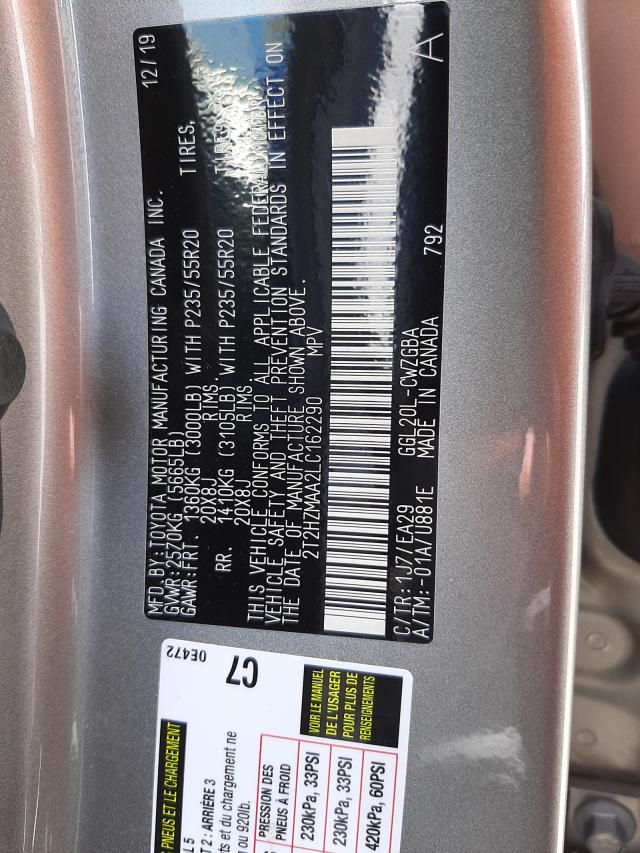 MFD. BY: TOYOTA MOTOR MANUFACTURING CANADA INC. 12/19
GVWR: 2570KG (5665LB)
GAWR: FRT. 1360KG (3000LB) WITH P235/55R20 TIRES,
20X8J RIMS,
RR. 1410KG (3105LB) WITH P235/55R20 TIRES,
20X8J RIMS.
THIS VEHICLE CONFORMS TO ALL APPLICABLE FEDERAL MOTOR
VEHICLE SAFETY AND THEFT PREVENTION STANDARDS IN EFFECT ON
THE DATE OF MANUFACTURE SHOWN ABOVE.
2T2HZMAA2LC162290 MPV
C/TR: 1J7/EA29 GGL20L-CWZGBA 792 A
A/TM: -01A/U881E MADE IN CANADA
0E472
C7
PNEUS ET LE CHARGEMENT
L 5
T 2 : ARRIÈRE 3
ts et du chargement ne
ou 920lb.
PRESSION DES
PNEUS À FROID
230kPa, 33PSI
230kPa, 33PSI
420kPa, 60PSI
VOIR LE MANUEL
DE L'USAGER
POUR PLUS DE
RENSEIGNEMENTS